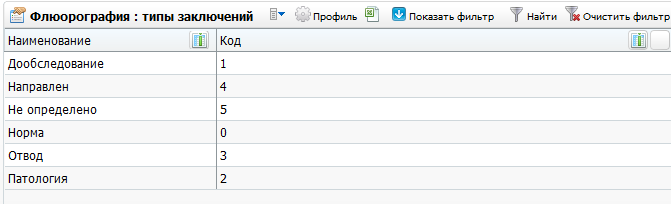 Флюорография : типы заключений Профиль Показать фильтр Найти Очистить фильтр
Наименование Код
Дообследование 1
Направлен 4
Не определено 5
Норма 0
Отвод 3
Патология 2